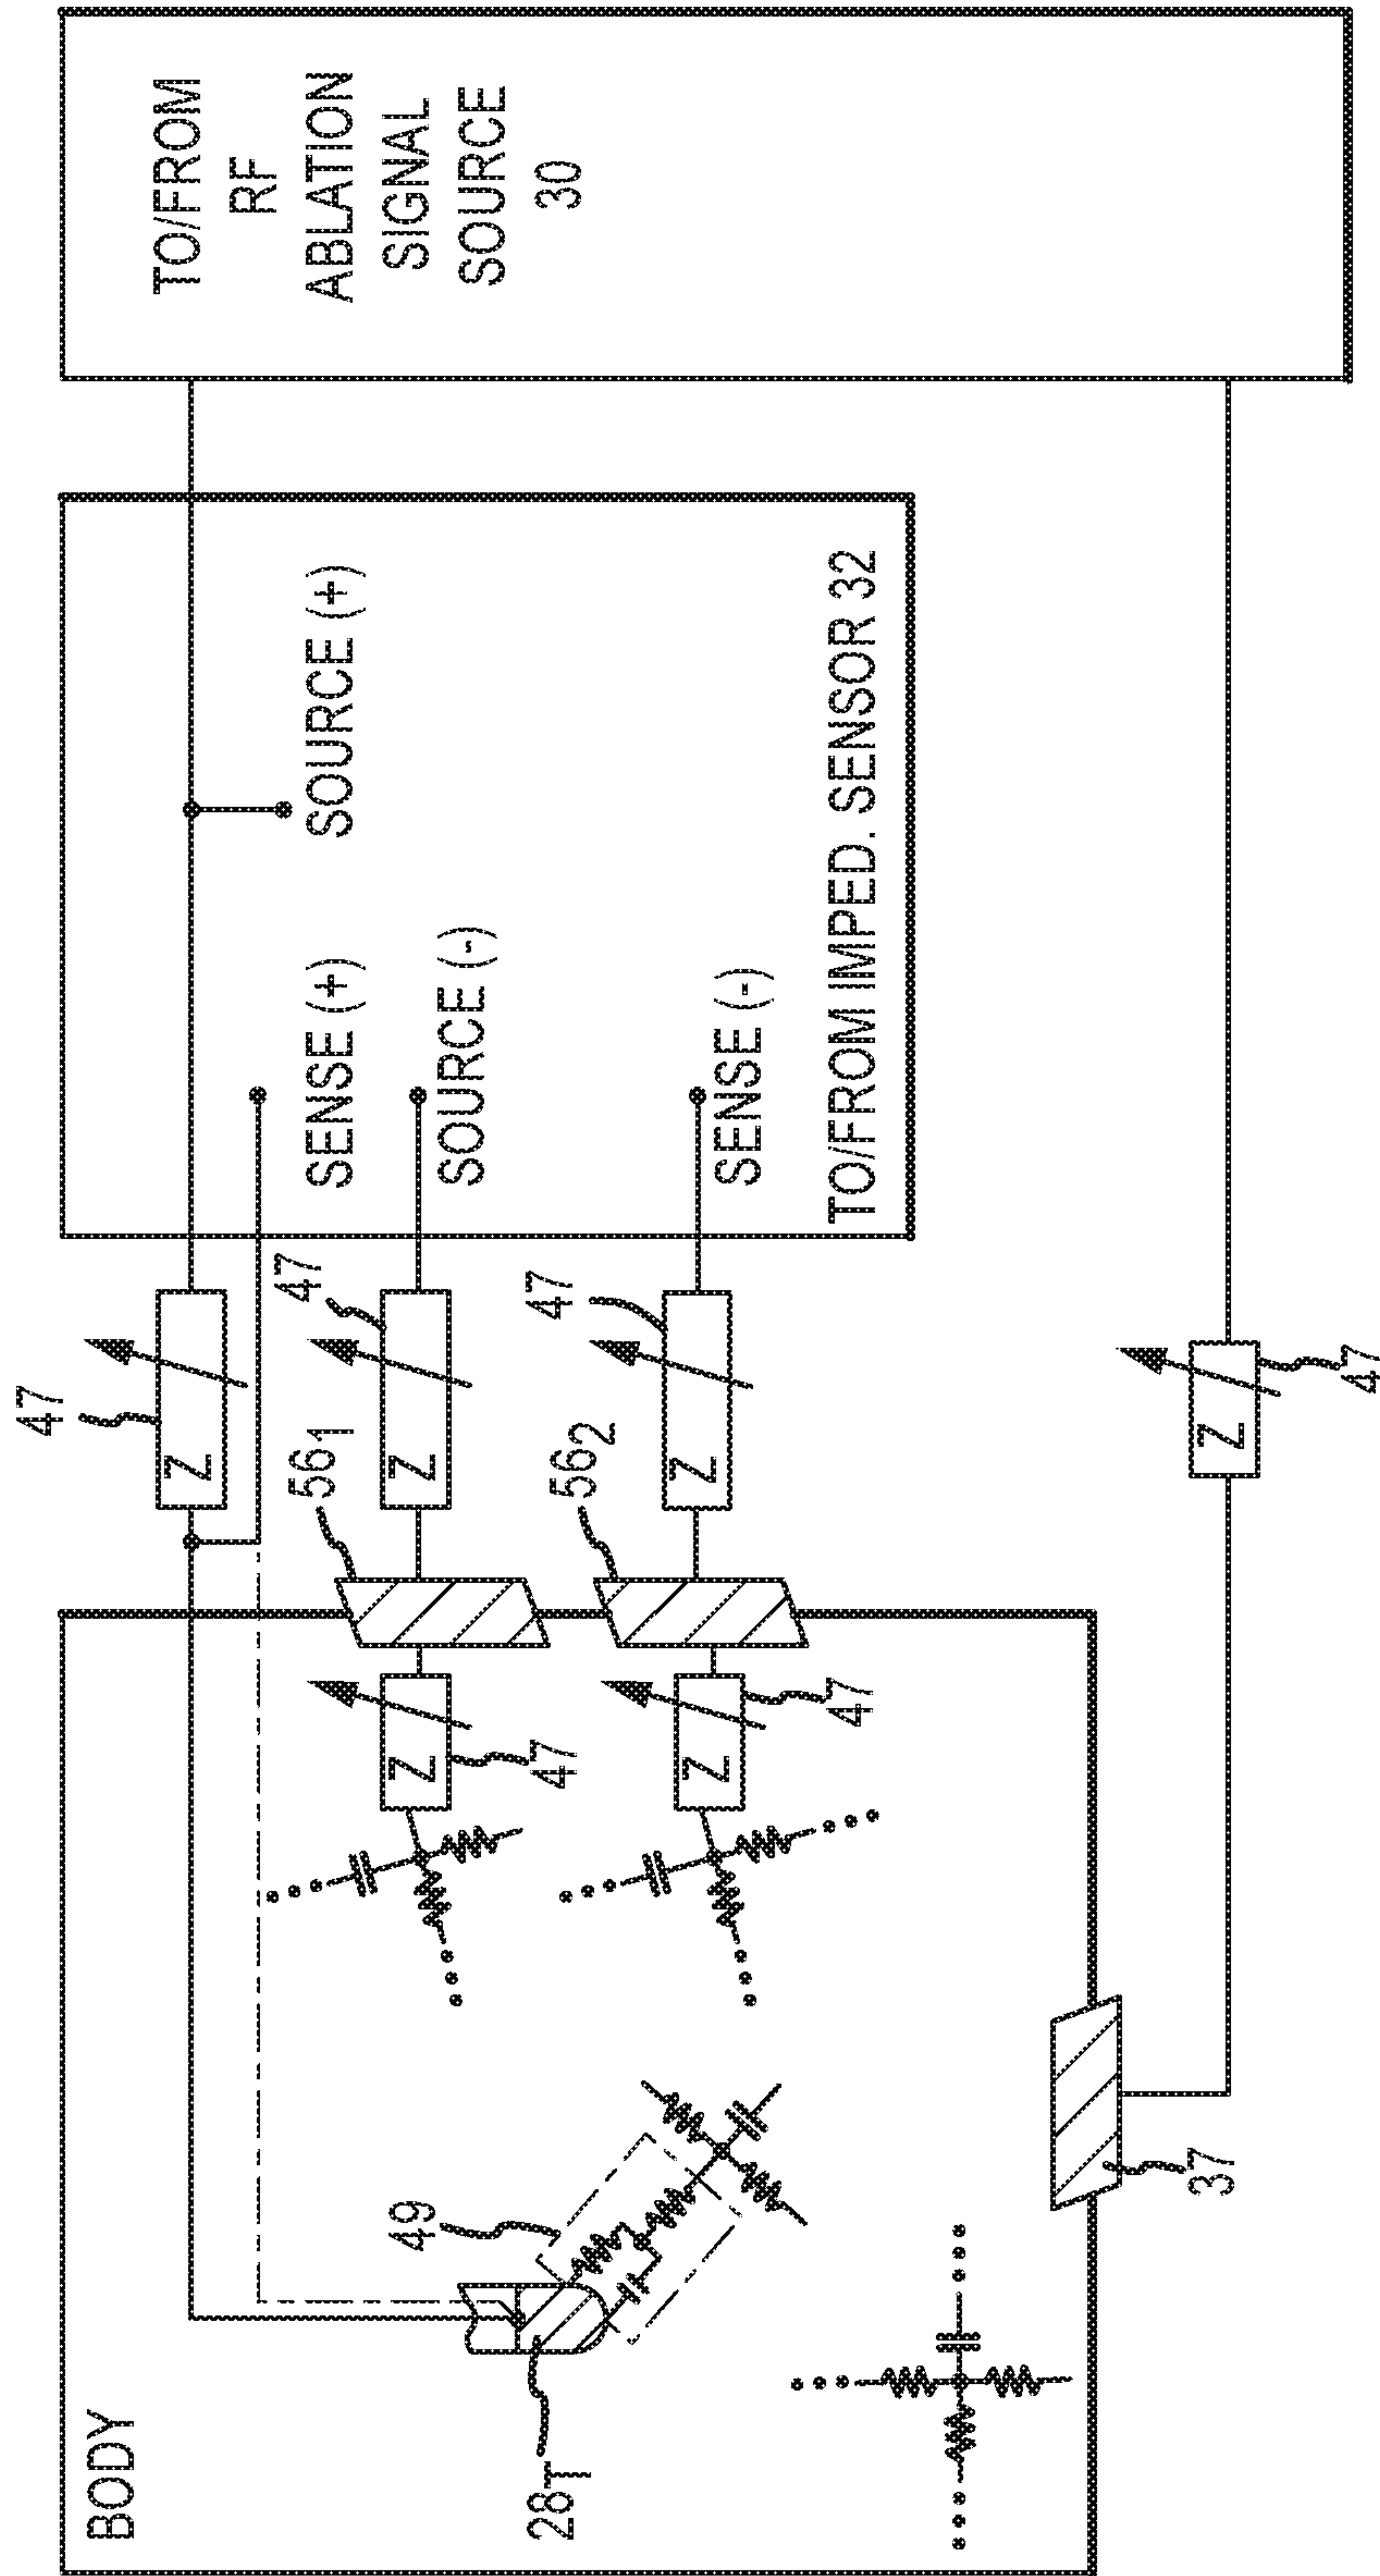 BODY
28T
49
37
47
47
56₁
47
47
56₂
47
47
Z
Z
Z
Z
Z
Z
SENSE (+)
SOURCE (+)
SOURCE (-)
SENSE (-)
TO/FROM IMPED. SENSOR 32
TO/FROM
RF
ABLATION
SIGNAL
SOURCE
30